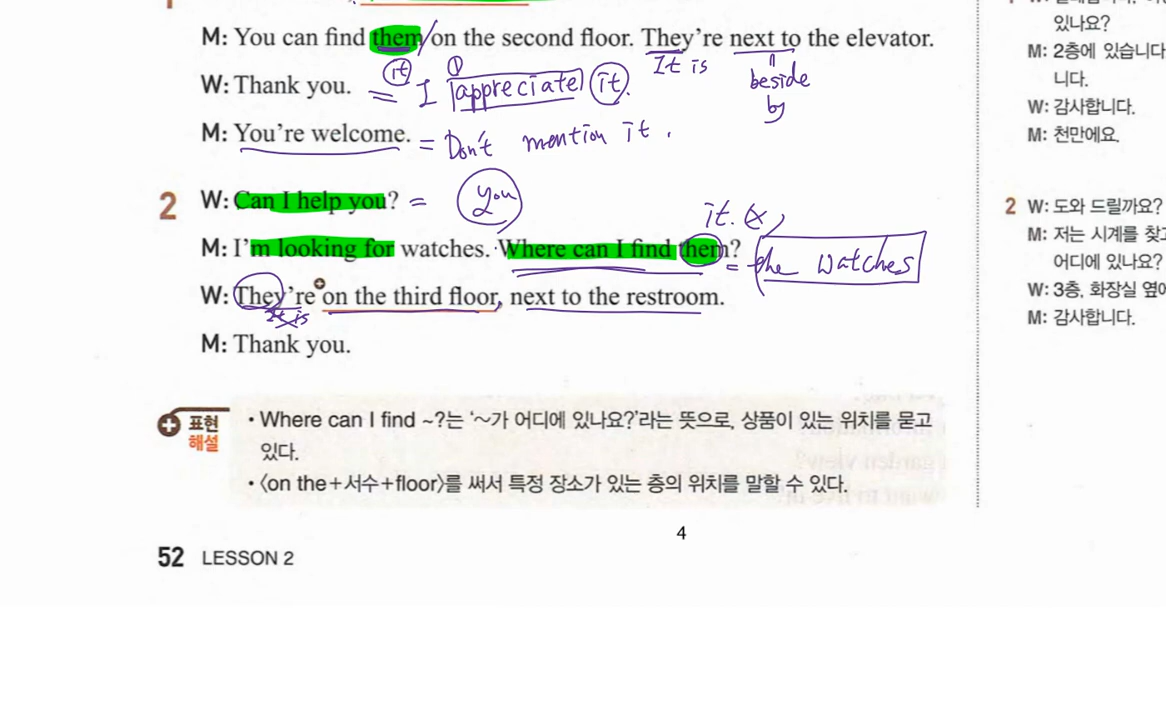 M: You can find them/on the second floor. They're next to the elevator.
it
①
It is
beside
by
W: Thank you. = I appreciate it.
M: You're welcome. = Don't mention it.
2 W: Can I help you? = you
it. (x)
M: I'm looking for watches. Where can I find them? = the watches
W: They're on the third floor, next to the restroom.
It is
M: Thank you.
표현
해설
• Where can I find ~?는 '~가 어디에 있나요?'라는 뜻으로, 상품이 있는 위치를 묻고
있다.
• 〈on the+서수+floor〉를 써서 특정 장소가 있는 층의 위치를 말할 수 있다.
4
52 LESSON 2
있나요?
M: 2층에 있습니다
니다.
W: 감사합니다.
M: 천만에요.
2 W: 도와 드릴까요?
M: 저는 시계를 찾고
어디에 있나요?
W: 3층, 화장실 옆에
M: 감사합니다.